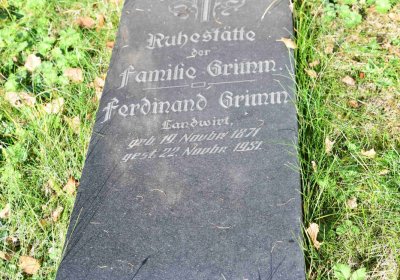 Ruhestätte
der
Familie Grimm
Ferdinand Grimm
Landwirt,
geb. 19. Novbr. 1871
gest. 22. Novbr. 1951.